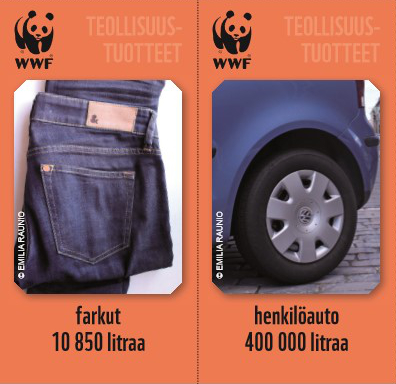 WWF
TEOLLISUUS-
TUOTTEET
© EMILIA RAUNIO
farkut
10 850 litraa
WWF
TEOLLISUUS-
TUOTTEET
© EMILIA RAUNIO
henkilöauto
400 000 litraa